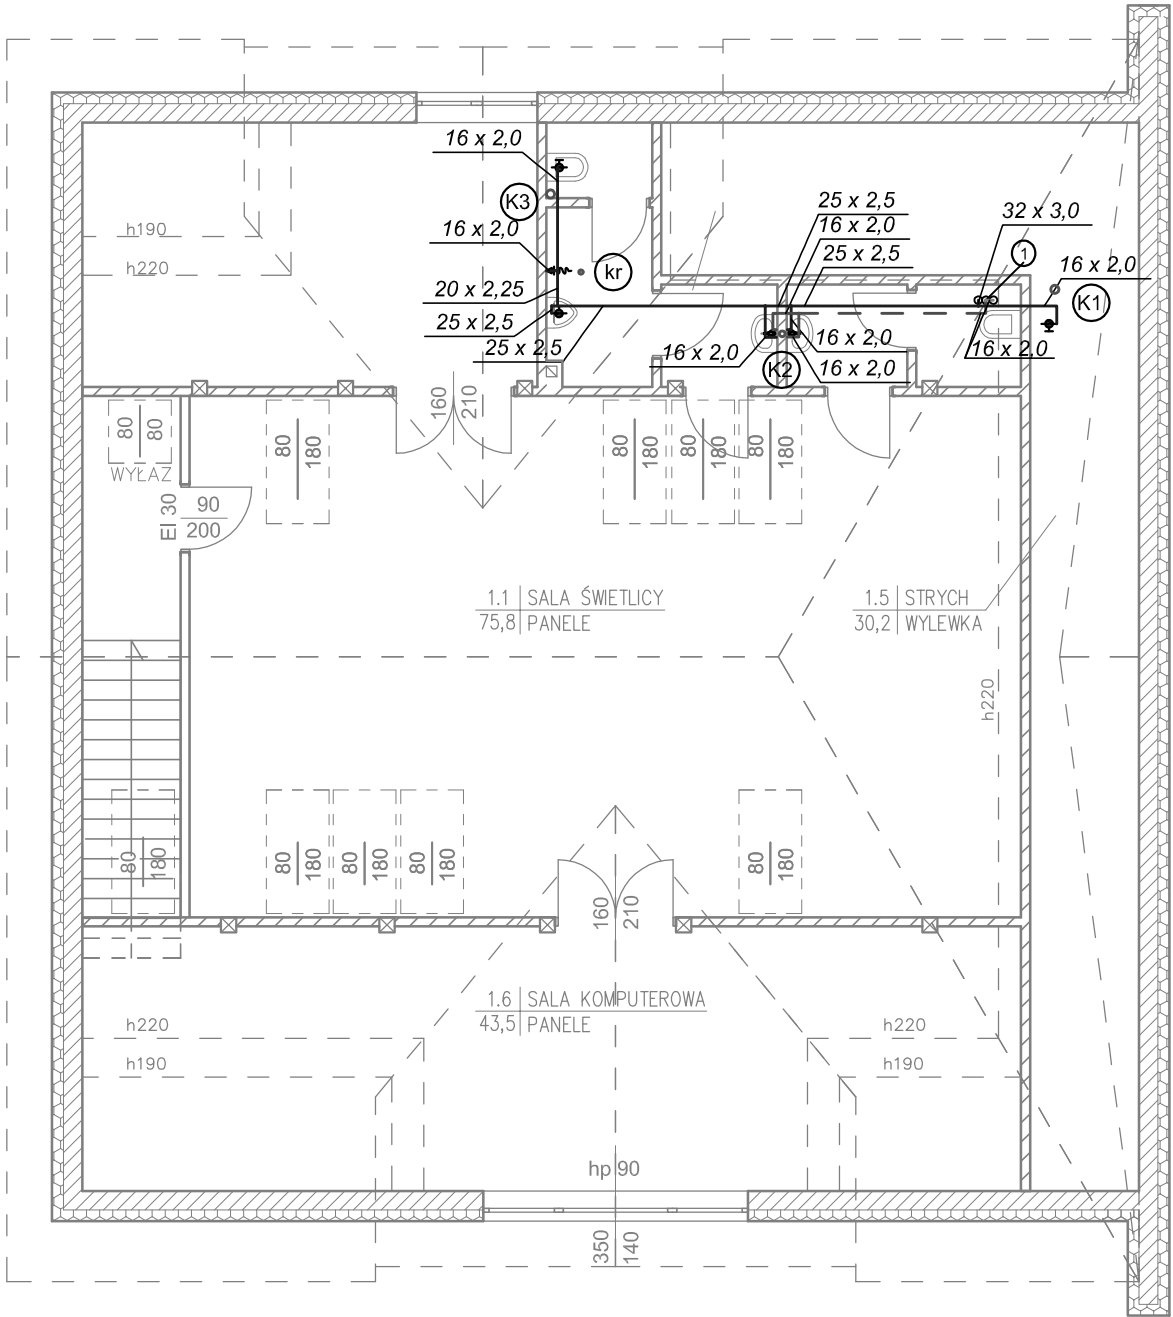 16 x 2,0
K3
h190
16 x 2,0
h220
kr
20 x 2,25
25 x 2,5
25 x 2,5
25 x 2,5
16 x 2,0
25 x 2,5
32 x 3,0
1
16 x 2,0
K1
16 x 2,0
16 x 2,0
16 x 2,0
K2
16 x 2,0
160
210
80
80
WYŁAZ
80
180
80
180
80
180
80
180
EI 30
90
200
1.1 SALA ŚWIETLICY
75,8 PANELE
1.5 STRYCH
30,2 WYLEWKA
h220
80
180
80
180
80
180
80
180
80
180
160
210
1.6 SALA KOMPUTEROWA
43,5 PANELE
h220
h190
h220
h190
hp 90
350
140